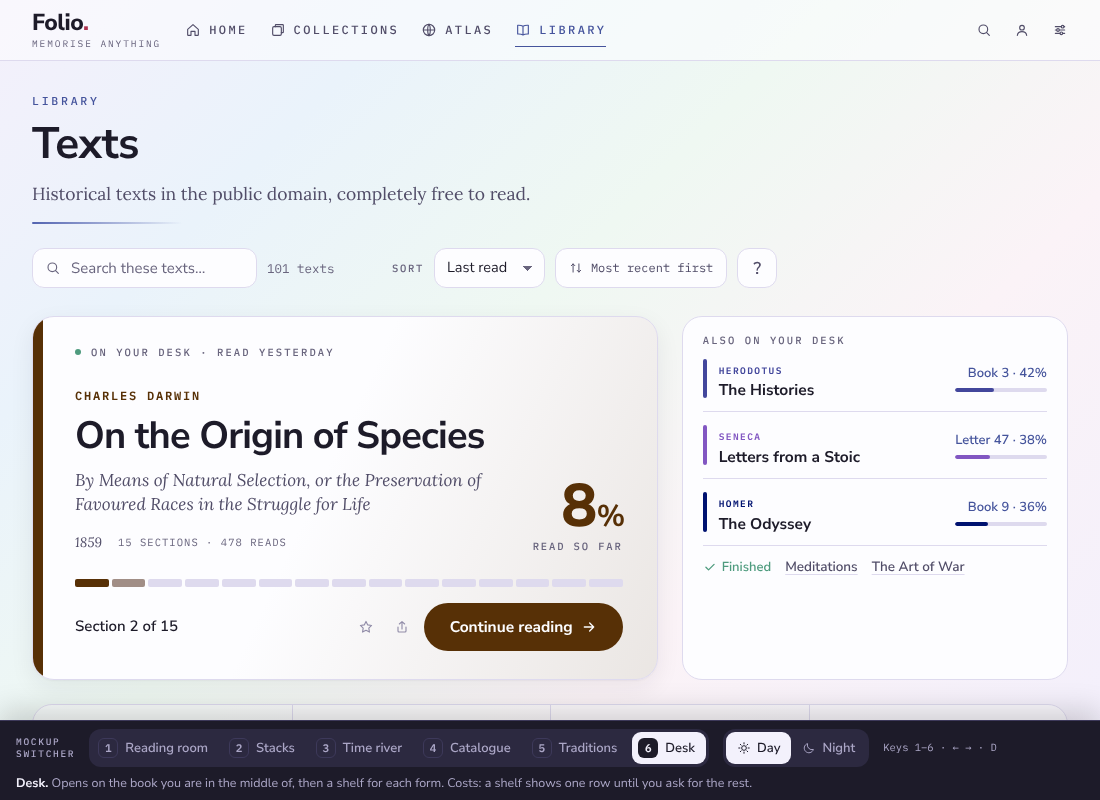 Folio.
MEMORISE ANYTHING
HOME
COLLECTIONS
ATLAS
LIBRARY
LIBRARY
Texts
Historical texts in the public domain, completely free to read.
Search these texts...
101 texts
SORT
Last read
Most recent first
?
ON YOUR DESK · READ YESTERDAY
CHARLES DARWIN
On the Origin of Species
By Means of Natural Selection, or the Preservation of
Favoured Races in the Struggle for Life
1859 15 SECTIONS · 478 READS
8%
READ SO FAR
Section 2 of 15
Continue reading →
ALSO ON YOUR DESK
HERODOTUS
The Histories
Book 3 · 42%
SENECA
Letters from a Stoic
Letter 47 · 38%
HOMER
The Odyssey
Book 9 · 36%
✓ Finished Meditations The Art of War
MOCKUP
SWITCHER
1 Reading room
2 Stacks
3 Time river
4 Catalogue
5 Traditions
6 Desk
Day
Night
Keys 1–6 · ← → · D
Desk. Opens on the book you are in the middle of, then a shelf for each form. Costs: a shelf shows one row until you ask for the rest.